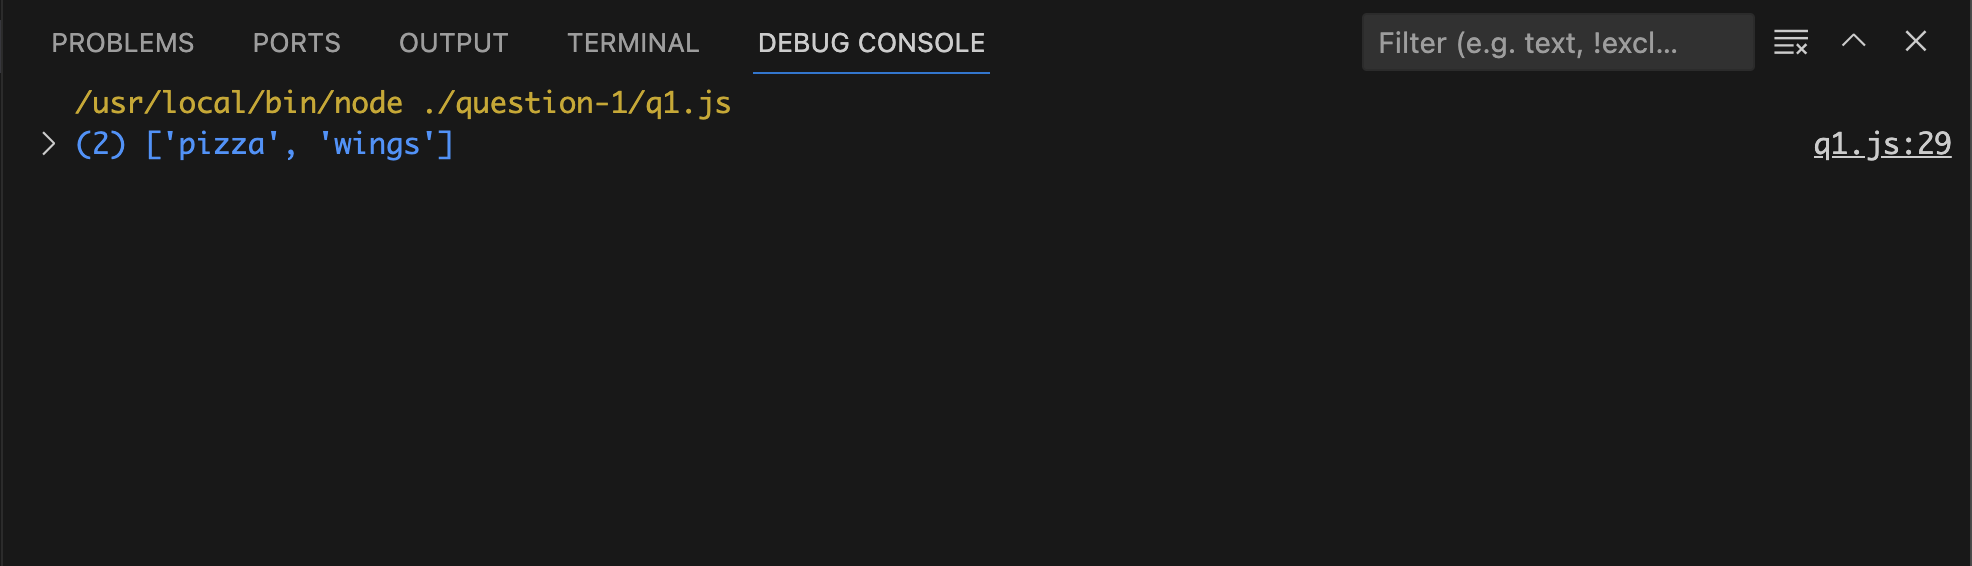 PROBLEMS PORTS OUTPUT TERMINAL DEBUG CONSOLE Filter (e.g. text, !excl...
/usr/local/bin/node ./question-1/q1.js
(2) ['pizza', 'wings'] q1.js:29